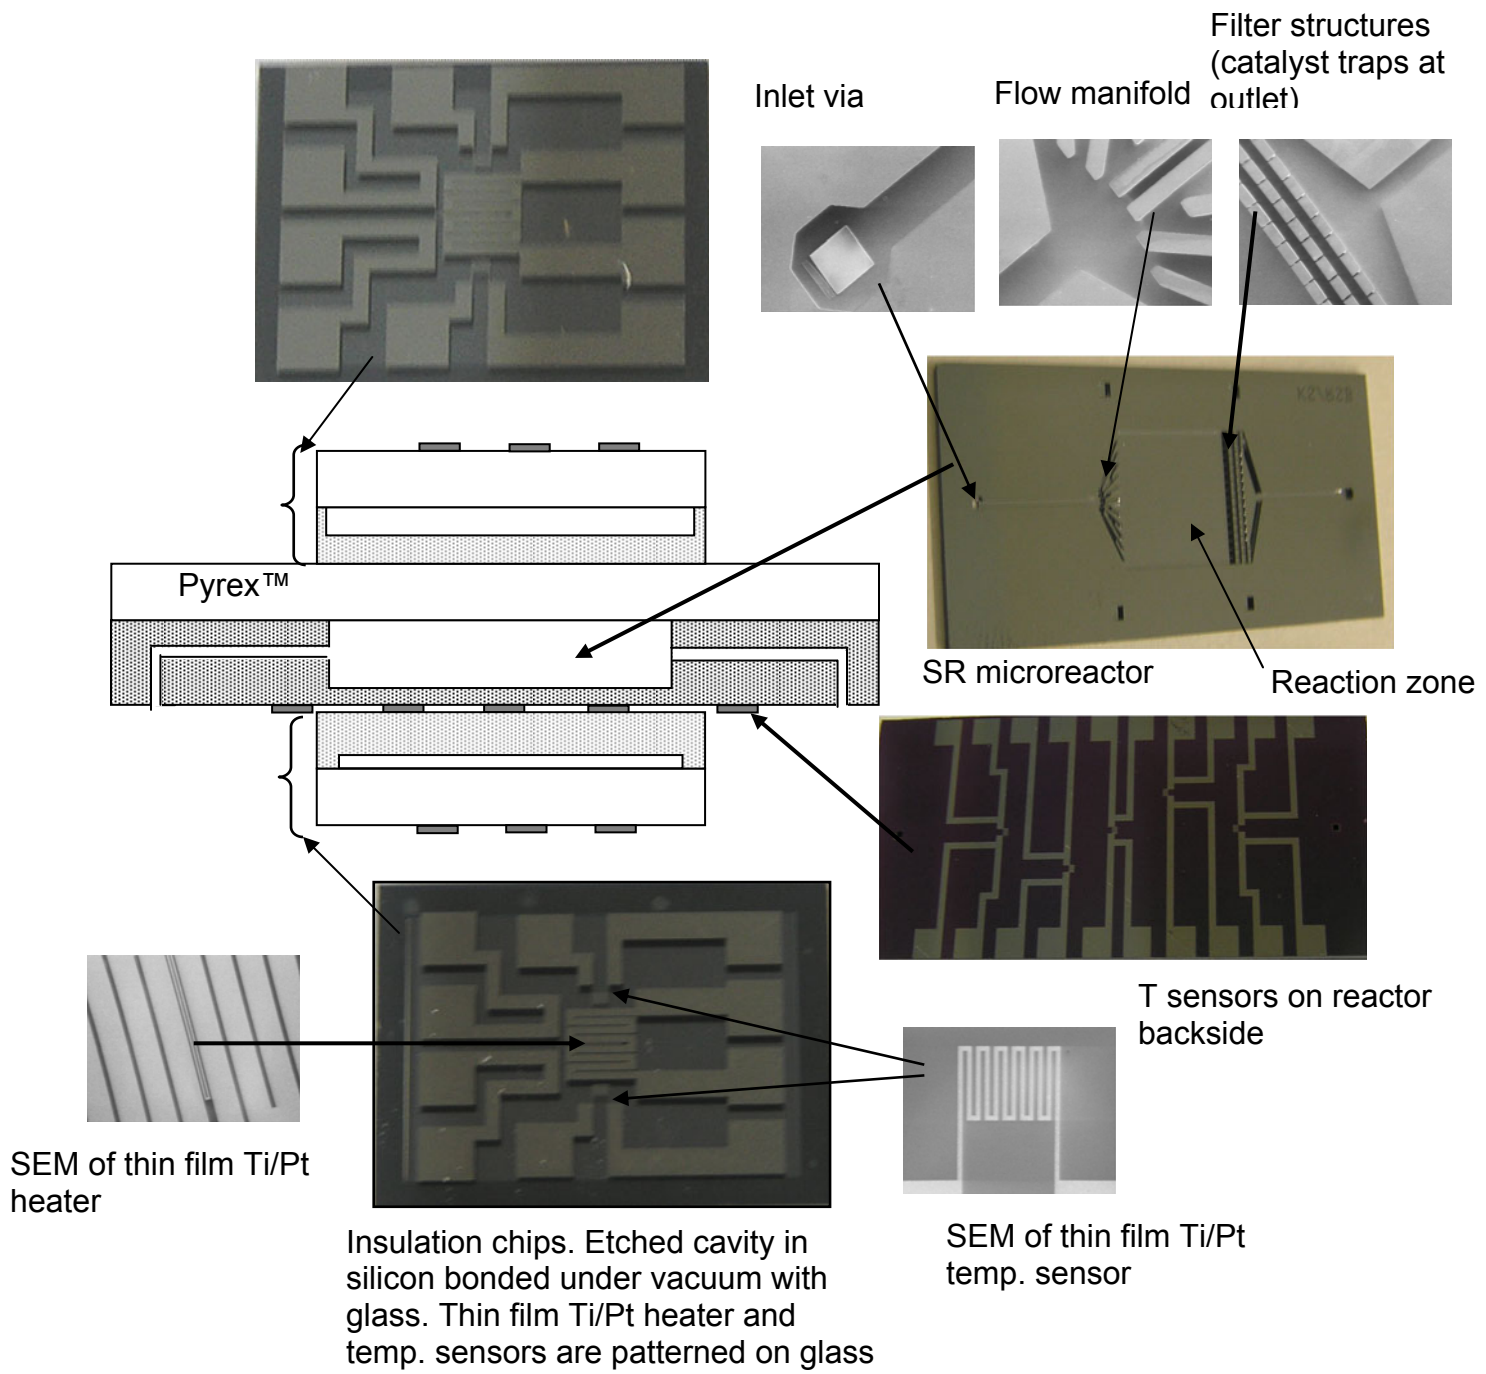 Filter structures
(catalyst traps at
outlet)
Inlet via
Flow manifold
Pyrex™
SR microreactor
Reaction zone
T sensors on reactor
backside
SEM of thin film Ti/Pt
heater
SEM of thin film Ti/Pt
temp. sensor
Insulation chips. Etched cavity in
silicon bonded under vacuum with
glass. Thin film Ti/Pt heater and
temp. sensors are patterned on glass